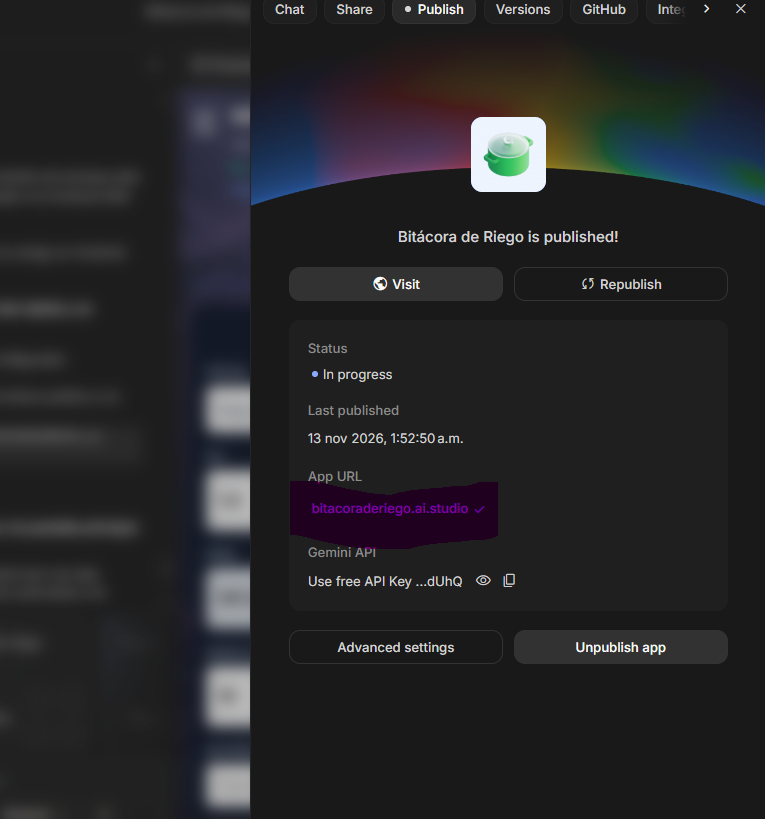 Chat Share Publish Versions GitHub
Bitácora de Riego is published!
Visit Republish
Status
In progress
Last published
13 nov 2026, 1:52:50 a.m.
App URL
bitacoraderiego.ai.studio
Gemini API
Use free API Key ...dUhQ
Advanced settings Unpublish app